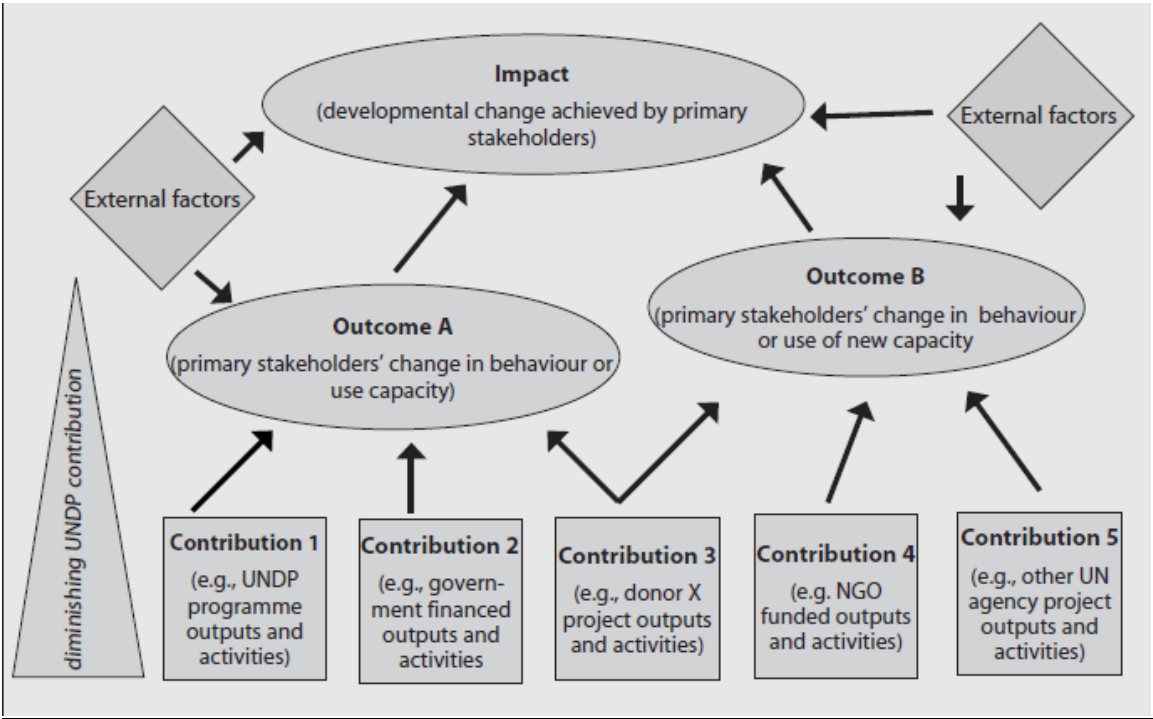 Impact
(developmental change achieved by primary
stakeholders)
External factors
External factors
Outcome A
(primary stakeholders' change in behaviour or
use capacity)
Outcome B
(primary stakeholders' change in behaviour
or use of new capacity
diminishing UNDP contribution
Contribution 1
(e.g., UNDP
programme
outputs and
activities)
Contribution 2
(e.g., govern-
ment financed
outputs and
activities
Contribution 3
(e.g., donor X
project outputs
and activities)
Contribution 4
(e.g. NGO
funded outputs
and activities)
Contribution 5
(e.g., other UN
agency project
outputs and
activities)